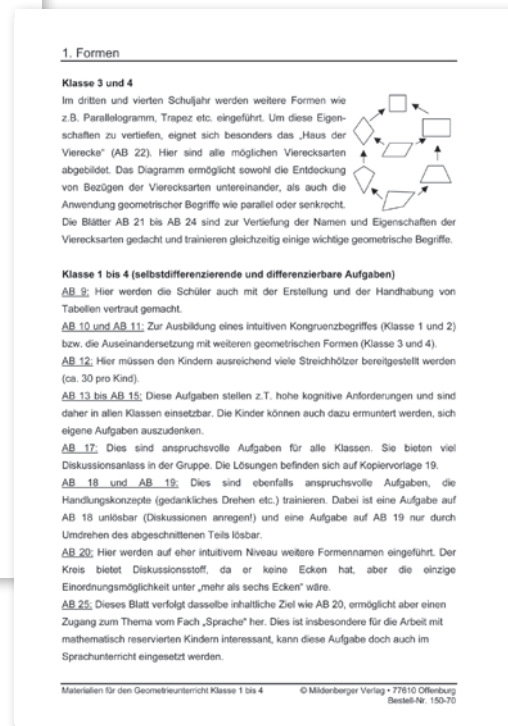 1. Formen
Klasse 3 und 4
Im dritten und vierten Schuljahr werden weitere Formen wie
z.B. Parallelogramm, Trapez etc. eingeführt. Um diese Eigen-
schaften zu vertiefen, eignet sich besonders das „Haus der
Vierecke“ (AB 22). Hier sind alle möglichen Vierecksarten
abgebildet. Das Diagramm ermöglicht sowohl die Entdeckung
von Bezügen der Vierecksarten untereinander, als auch die
Anwendung geometrischer Begriffe wie parallel oder senkrecht.
Die Blätter AB 21 bis AB 24 sind zur Vertiefung der Namen und Eigenschaften der
Vierecksarten gedacht und trainieren gleichzeitig einige wichtige geometrische Begriffe.
Klasse 1 bis 4 (selbstdifferenzierende und differenzierbare Aufgaben)
AB 9: Hier werden die Schüler auch mit der Erstellung und der Handhabung von
Tabellen vertraut gemacht.
AB 10 und AB 11: Zur Ausbildung eines intuitiven Kongruenzbegriffes (Klasse 1 und 2)
bzw. die Auseinandersetzung mit weiteren geometrischen Formen (Klasse 3 und 4).
AB 12: Hier müssen den Kindern ausreichend viele Streichhölzer bereitgestellt werden
(ca. 30 pro Kind).
AB 13 bis AB 15: Diese Aufgaben stellen z.T. hohe kognitive Anforderungen und sind
daher in allen Klassen einsetzbar. Die Kinder können auch dazu ermuntert werden, sich
eigene Aufgaben auszudenken.
AB 17: Dies sind anspruchsvolle Aufgaben für alle Klassen. Sie bieten viel
Diskussionsanlass in der Gruppe. Die Lösungen befinden sich auf Kopiervorlage 19.
AB 18 und AB 19: Dies sind ebenfalls anspruchsvolle Aufgaben, die
Handlungskonzepte (gedankliches Drehen etc.) trainieren. Dabei ist eine Aufgabe auf
AB 18 unlösbar (Diskussionen anregen!) und eine Aufgabe auf AB 19 nur durch
Umdrehen des abgeschnittenen Teils lösbar.
AB 20: Hier werden auf eher intuitivem Niveau weitere Formennamen eingeführt. Der
Kreis bietet Diskussionsstoff, da er keine Ecken hat, aber die einzige
Einordnungsmöglichkeit unter „mehr als sechs Ecken“ wäre.
AB 25: Dieses Blatt verfolgt dasselbe inhaltliche Ziel wie AB 20, ermöglicht aber einen
Zugang zum Thema vom Fach „Sprache“ her. Dies ist insbesondere für die Arbeit mit
mathematisch reservierten Kindern interessant, kann diese Aufgabe doch auch im
Sprachunterricht eingesetzt werden.
Materialien für den Geometrieunterricht Klasse 1 bis 4 © Mildenberger Verlag • 77610 Offenburg
Bestell-Nr. 150-70